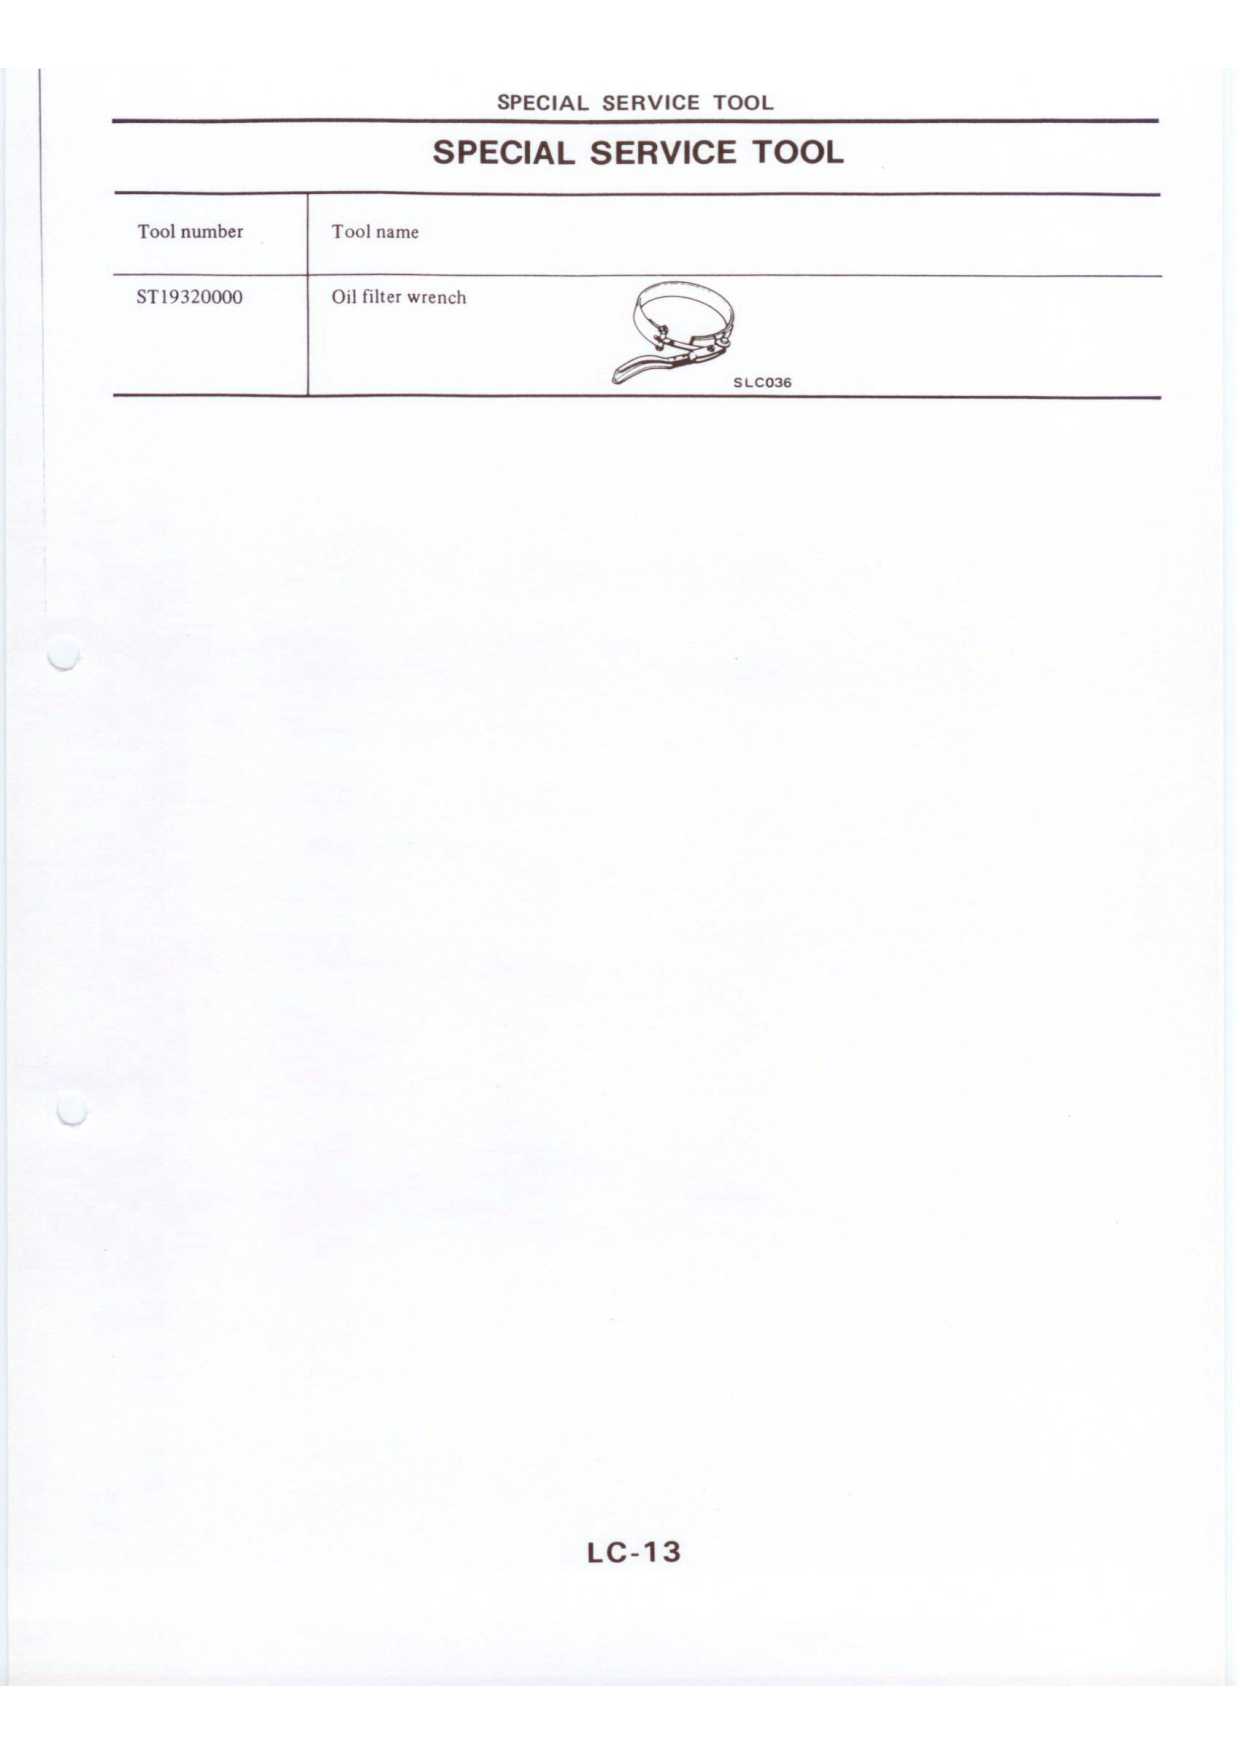 SPECIAL SERVICE TOOL
SPECIAL SERVICE TOOL
Tool number Tool name
ST19320000 Oil filter wrench
SLC036
LC-13